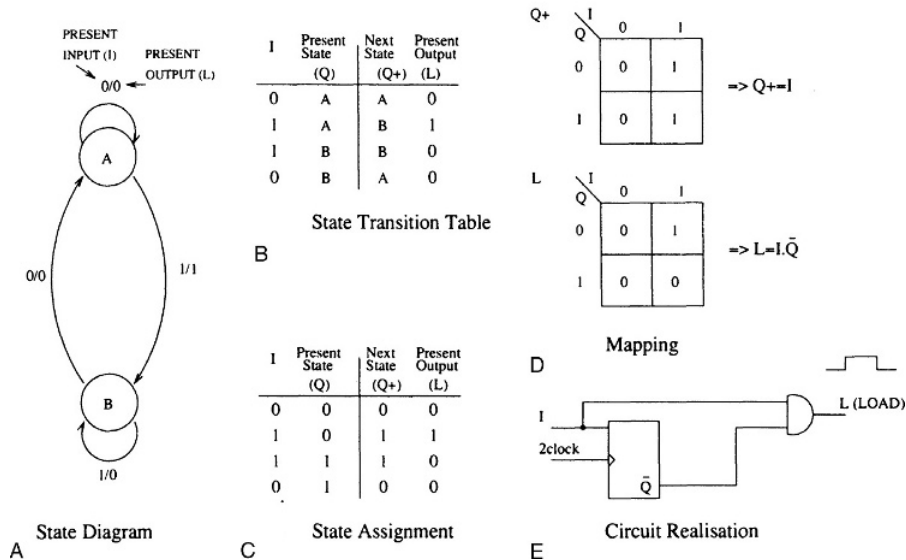 PRESENT
INPUT (I)
PRESENT
OUTPUT (L)
0/0
A
0/0
1/1
B
1/0
State Diagram
A
I Present State (Q) Next State (Q+) Present Output (L)
0 A A 0
1 A B 1
1 B B 0
0 B A 0
State Transition Table
B
I Present State (Q) Next State (Q+) Present Output (L)
0 0 0 0
1 0 1 1
1 1 1 0
0 1 0 0
State Assignment
C
Q+ I
Q 0 1
0 0 1
1 0 1
=> Q+=I
L I
Q 0 1
0 0 1
1 0 0
=> L=I.Q̄
Mapping
D
I
2clock
Q̄
L (LOAD)
Circuit Realisation
E